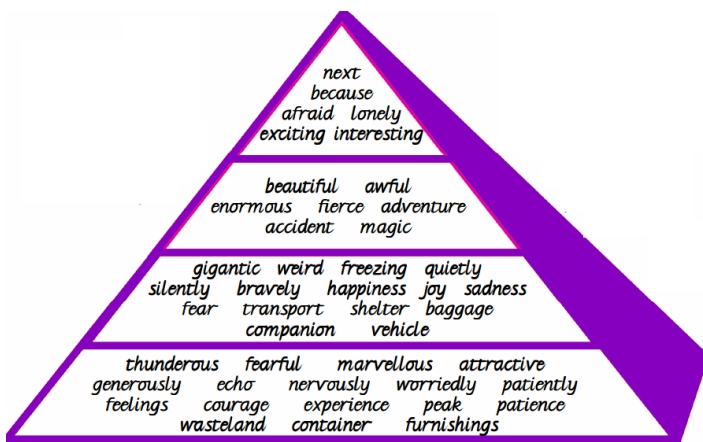 next
because
afraid lonely
exciting interesting
beautiful awful
enormous fierce adventure
accident magic
gigantic weird freezing quietly
silently bravely happiness joy sadness
fear transport shelter baggage
companion vehicle
thunderous fearful marvellous attractive
generously echo nervously worriedly patiently
feelings courage experience peak patience
wasteland container furnishings